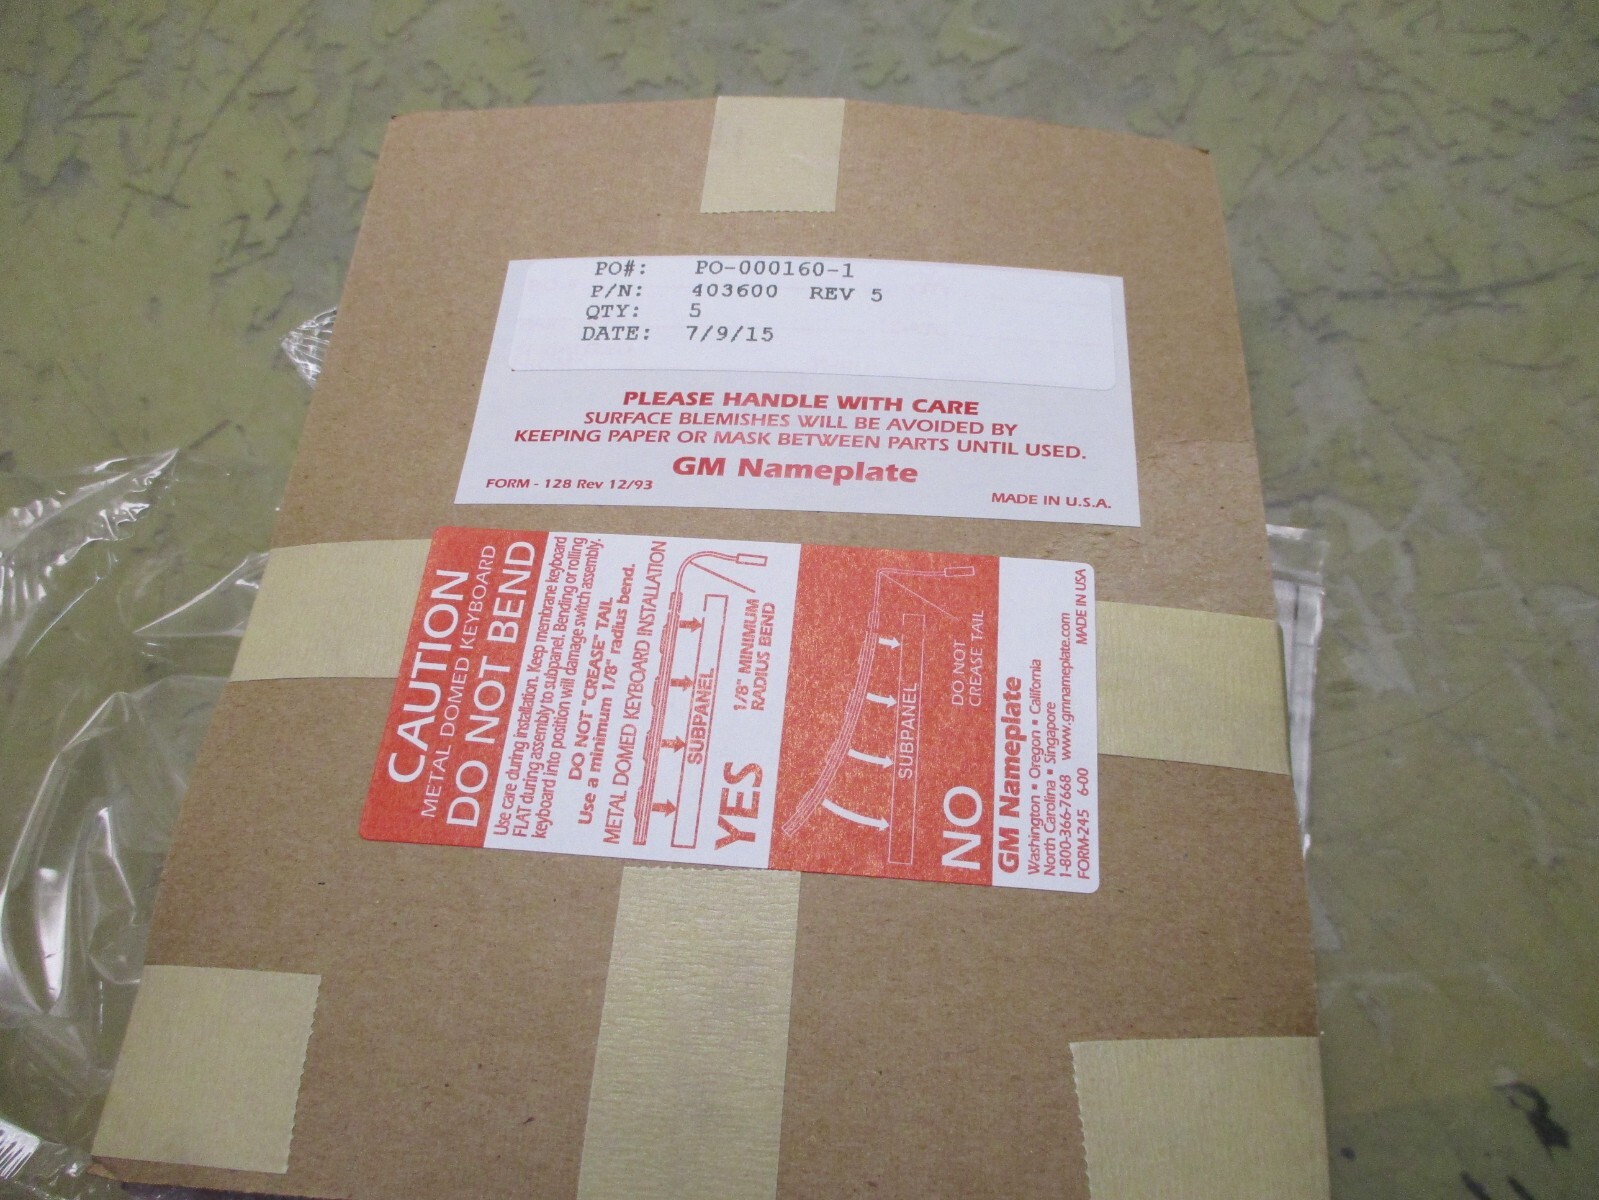 PO#: PO-000160-1
P/N: 403600 REV 5
QTY: 5
DATE: 7/9/15
PLEASE HANDLE WITH CARE
SURFACE BLEMISHES WILL BE AVOIDED BY
KEEPING PAPER OR MASK BETWEEN PARTS UNTIL USED.
GM Nameplate
FORM - 128 Rev 12/93
MADE IN U.S.A.
CAUTION
METAL DOMED KEYBOARD
DO NOT BEND
Use care during installation. Keep membrane keyboard
FLAT during assembly to subpanel. Bending or rolling
keyboard into position will damage switch assembly.
DO NOT "CREASE" TAIL
Use a minimum 1/8" radius bend.
METAL DOMED KEYBOARD INSTALLATION
SUBPANEL
YES
1/8" MINIMUM
RADIUS BEND
SUBPANEL
NO
DO NOT
CREASE TAIL
GM Nameplate
Washington • Oregon • California
North Carolina • Singapore
1-800-366-7668 www.gmnameplate.com
FORM-245 6-00 MADE IN USA